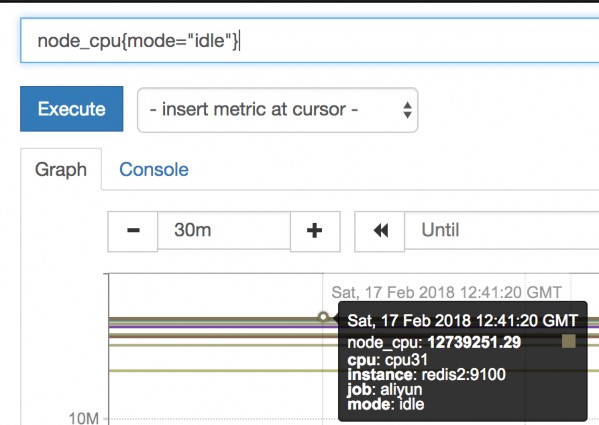 node_cpu{mode="idle"}
Execute
- insert metric at cursor -
Graph Console
30m Until
Sat, 17 Feb 2018 12:41:20 GMT
Sat, 17 Feb 2018 12:41:20 GMT
node_cpu: 12739251.29
cpu: cpu31
instance: redis2:9100
job: aliyun
mode: idle
10M